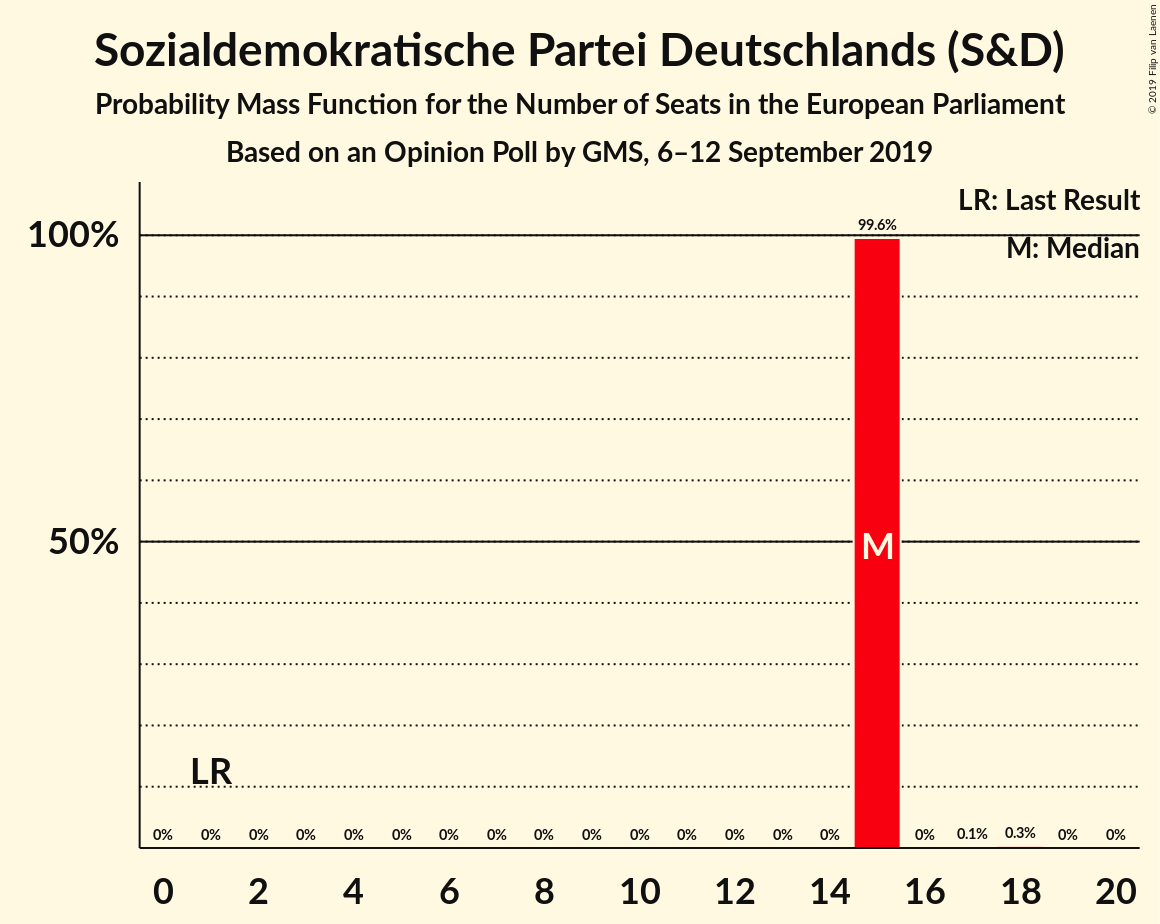 Sozialdemokratische Partei Deutschlands (S&D)
Probability Mass Function for the Number of Seats in the European Parliament
Based on an Opinion Poll by GMS, 6–12 September 2019
© 2019 Filip van Laenen
LR: Last Result
M: Median
100%
50%
99.6%
M
LR
0% 0% 0% 0% 0% 0% 0% 0% 0% 0% 0% 0% 0% 0% 0% 0% 0.1% 0.3% 0% 0%
0 2 4 6 8 10 12 14 16 18 20